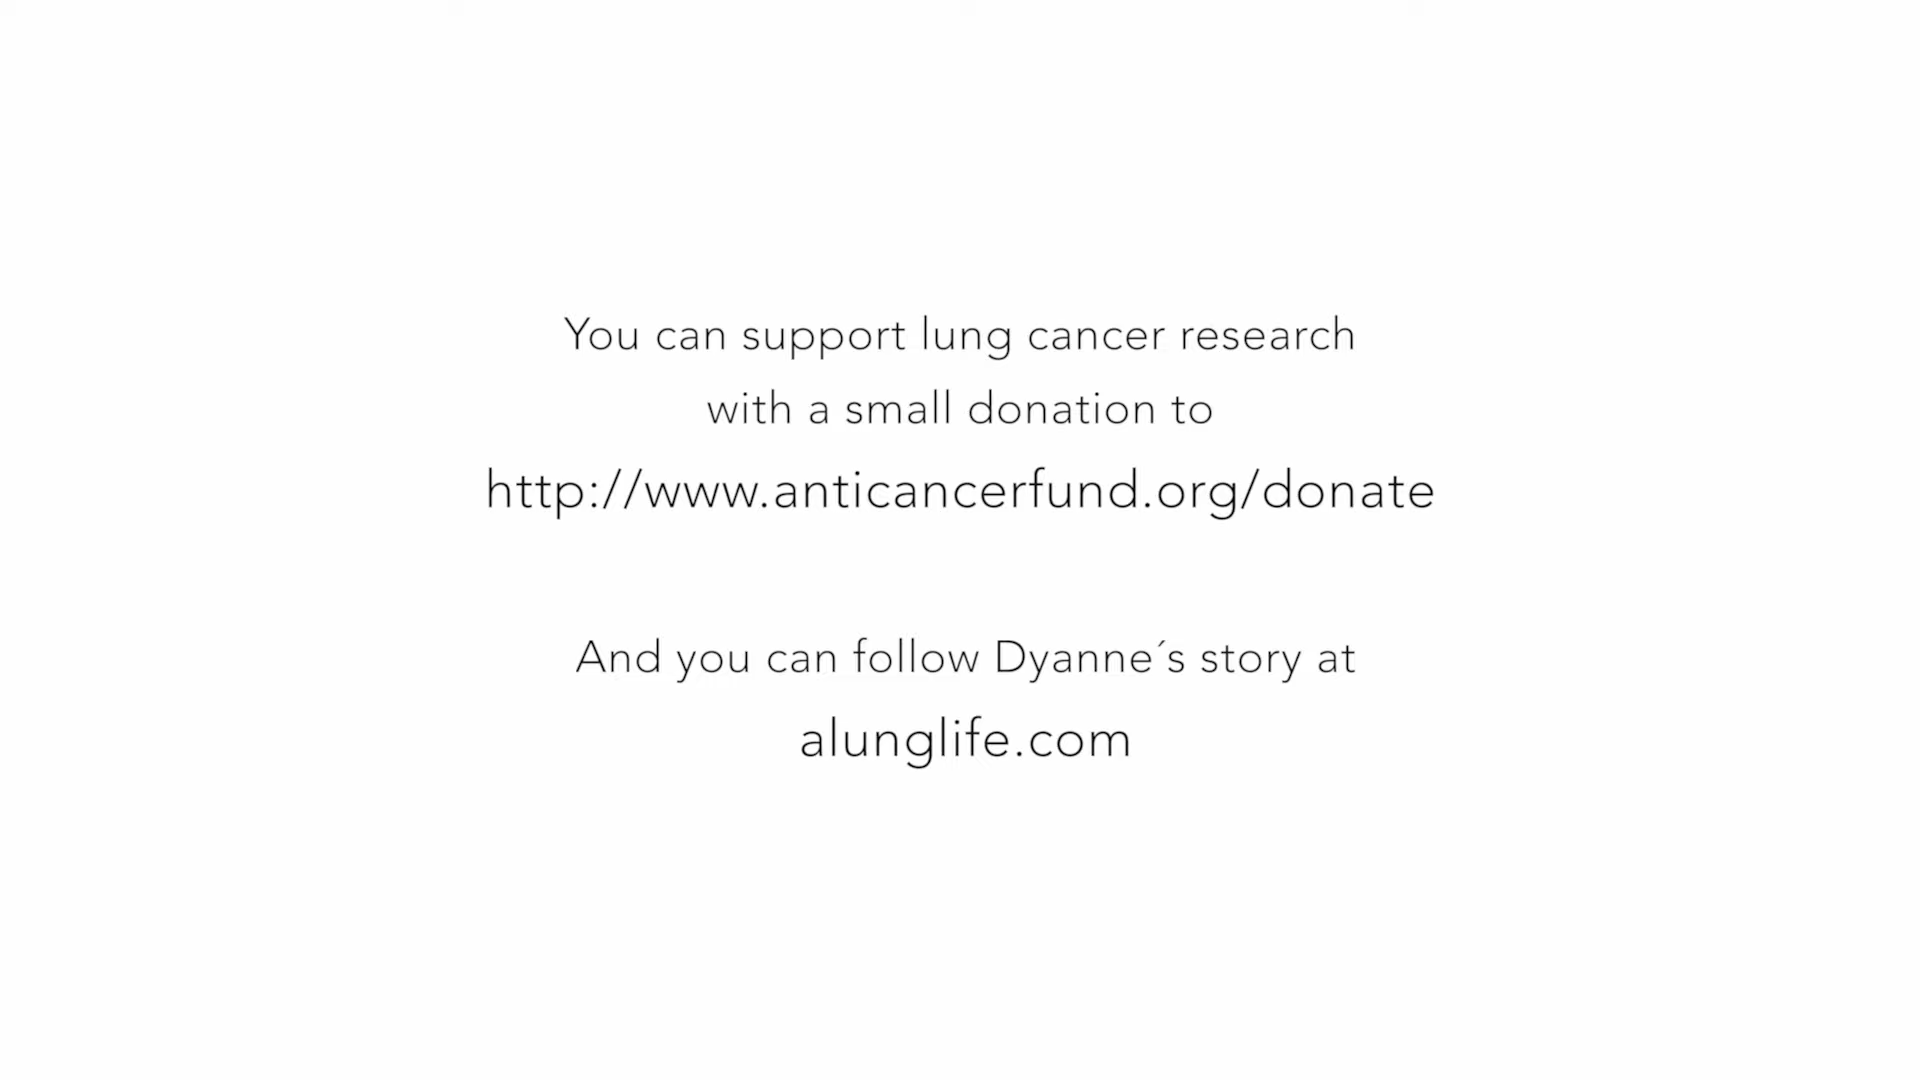 You can support lung cancer research
with a small donation to
http://www.anticancerfund.org/donate
And you can follow Dyanne´s story at
alunglife.com